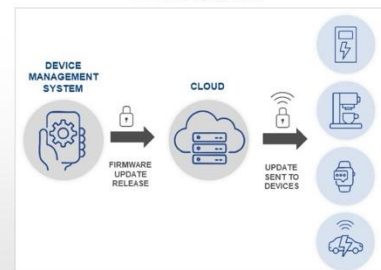 DEVICE
MANAGEMENT
SYSTEM
CLOUD
FIRMWARE
UPDATE
RELEASE
UPDATE
SENT TO
DEVICES